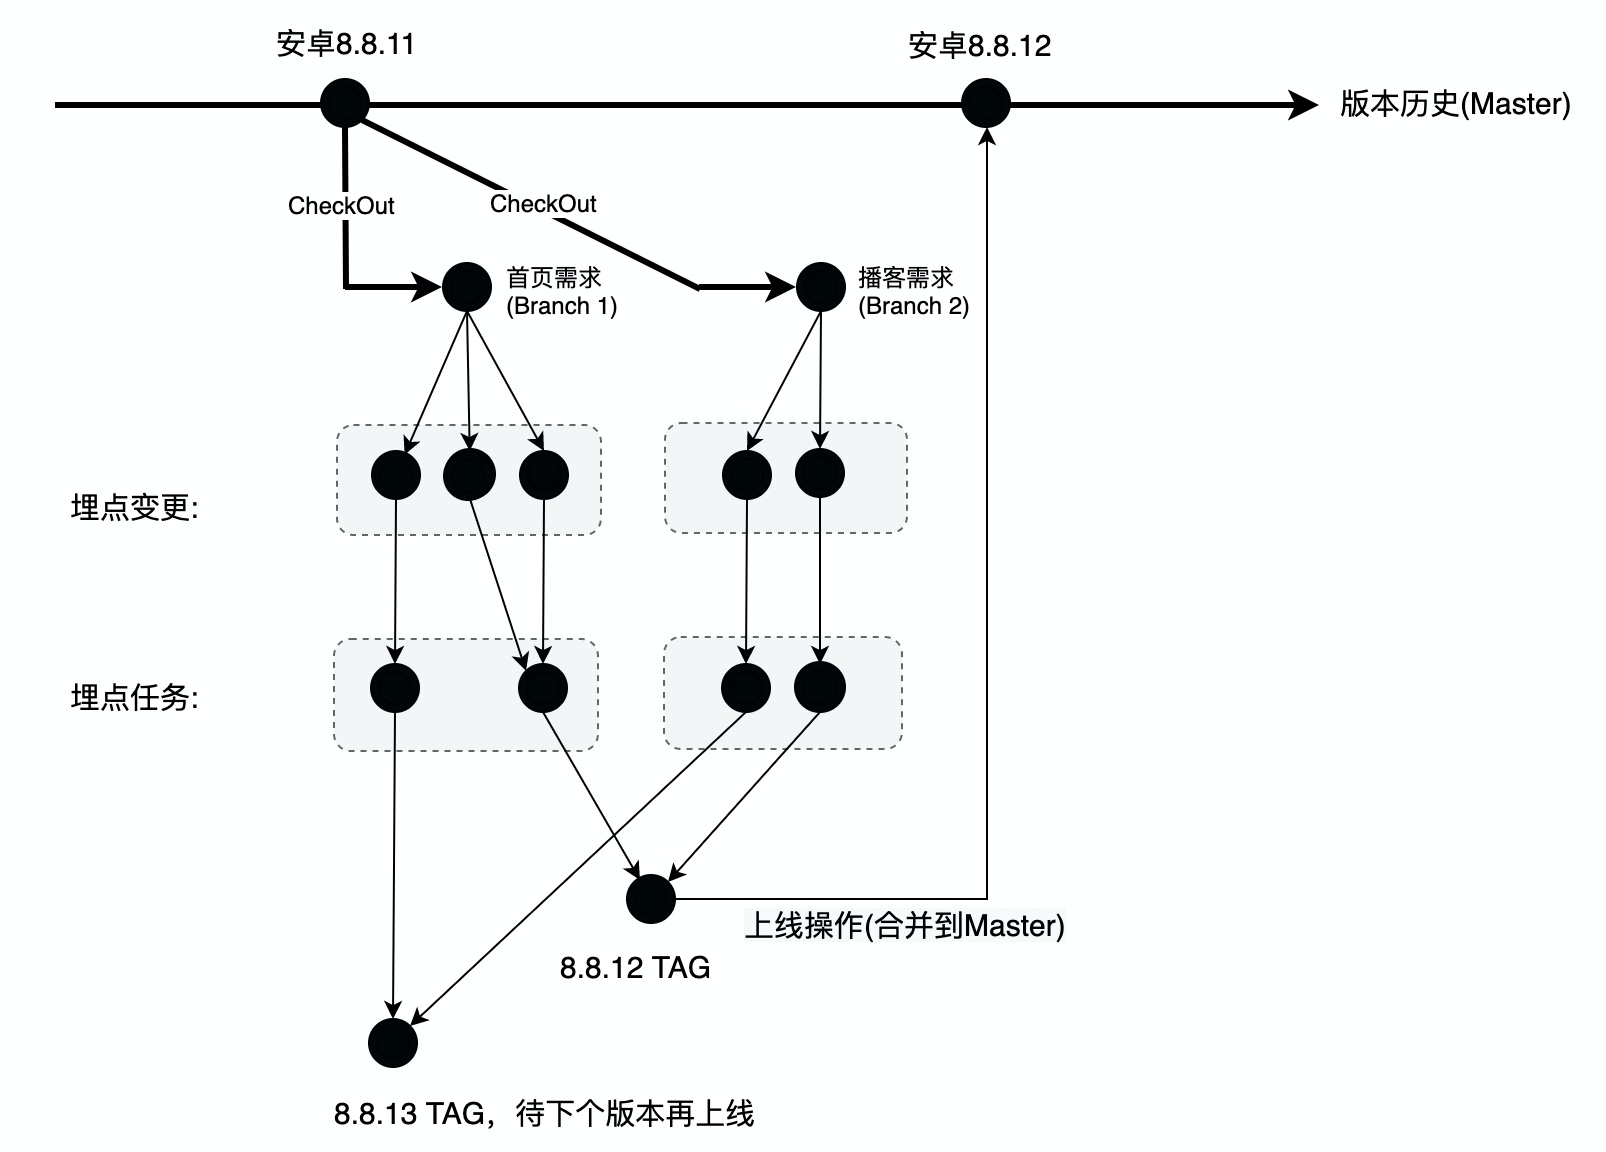 安卓8.8.11
安卓8.8.12
版本历史(Master)
CheckOut
CheckOut
首页需求
(Branch 1)
播客需求
(Branch 2)
埋点变更:
埋点任务:
上线操作(合并到Master)
8.8.12 TAG
8.8.13 TAG，待下个版本再上线